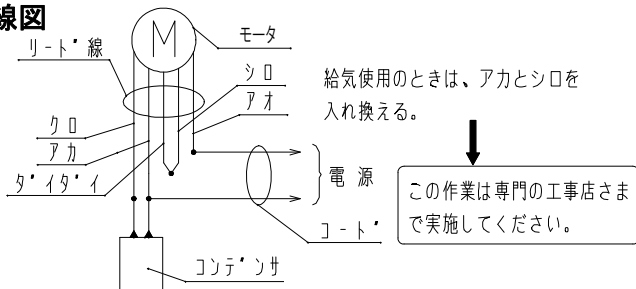 線図
M
モータ
リード線
シロ
アオ
クロ
アカ
ダイダイ
電源
コード
コンデンサ
給気使用のときは、アカとシロを
入れ換える。
この作業は専門の工事店さま
で実施してください。